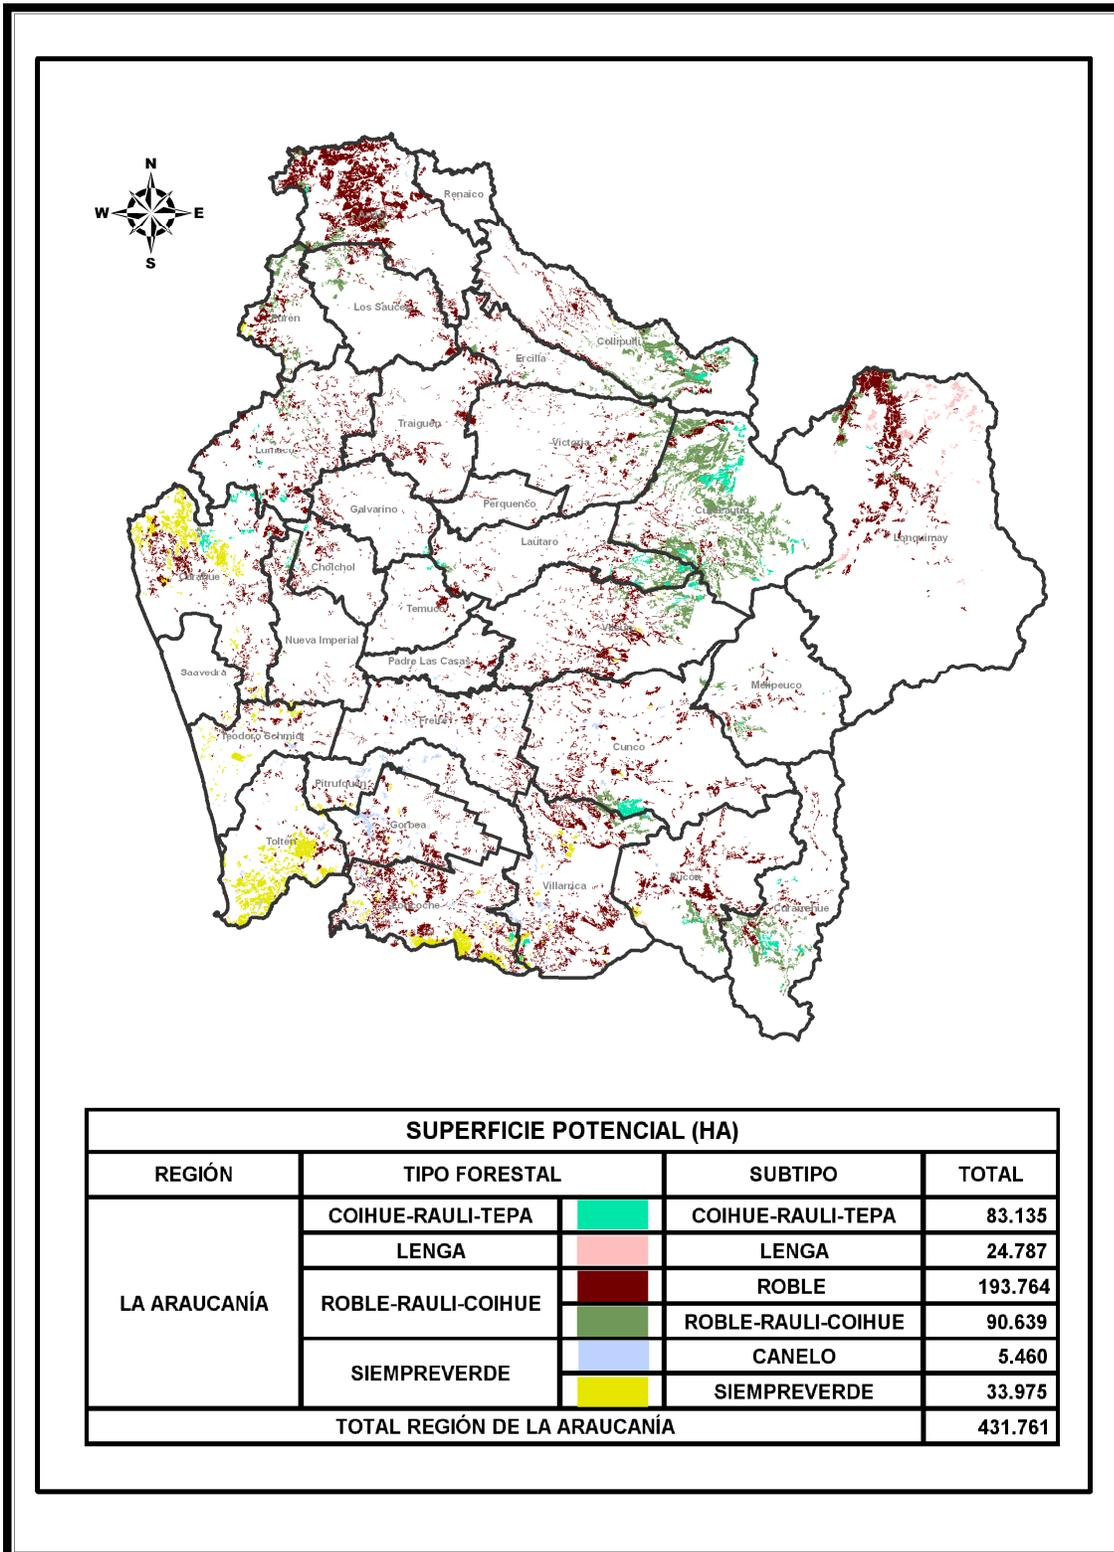 N
W E
S
Renaico
Los Sauces
Purén
Collipulli
Ercilla
Traiguén
Victoria
Lumaco
Galvarino
Perquenco
Curacautín
Lonquimay
Lautaro
Cholchol
Carahue
Temuco
Vilcún
Nueva Imperial
Padre Las Casas
Saavedra
Melipeuco
Freire
Teodoro Schmidt
Cunco
Pitrufquén
Gorbea
Toltén
Pucón
Villarrica
Loncoche
Curarrehue
SUPERFICIE POTENCIAL (HA)
REGIÓN TIPO FORESTAL SUBTIPO TOTAL
COIHUE-RAULI-TEPA COIHUE-RAULI-TEPA 83.135
LENGA LENGA 24.787
LA ARAUCANÍA ROBLE-RAULI-COIHUE ROBLE 193.764
ROBLE-RAULI-COIHUE 90.639
SIEMPREVERDE CANELO 5.460
SIEMPREVERDE 33.975
TOTAL REGIÓN DE LA ARAUCANÍA 431.761